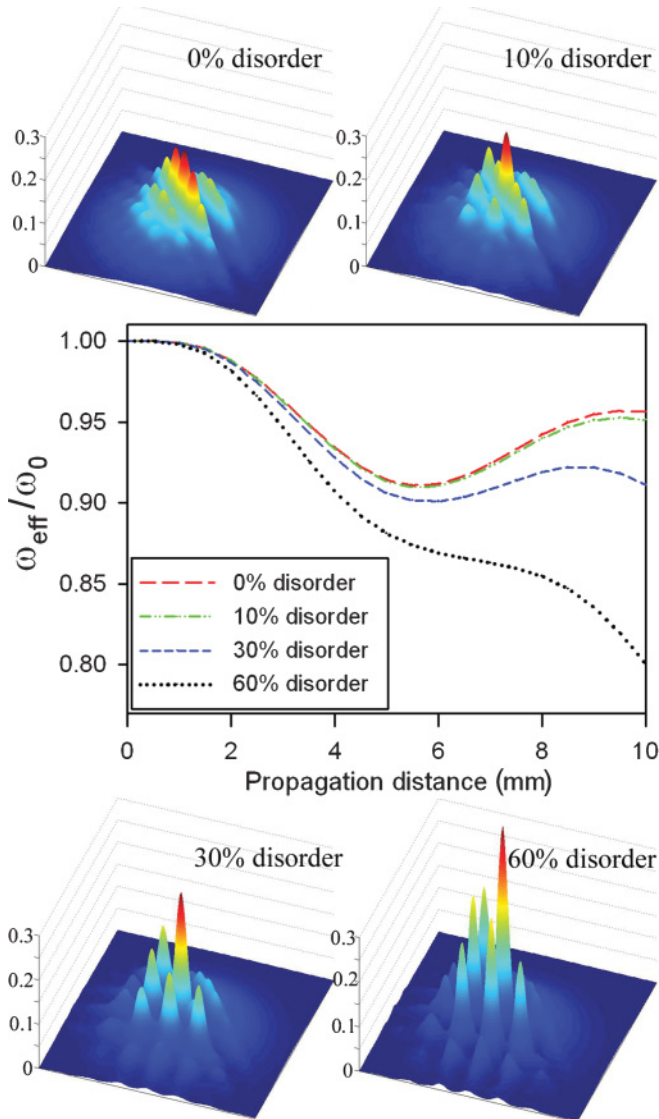 0% disorder
10% disorder
0.3
0.2
0.1
0
0.3
0.2
0.1
0
1.00
0.95
0.90
0.85
0.80
ω_eff/ω_0
0% disorder
10% disorder
30% disorder
60% disorder
0 2 4 6 8 10
Propagation distance (mm)
30% disorder
60% disorder
0.3
0.2
0.1
0
0.3
0.2
0.1
0